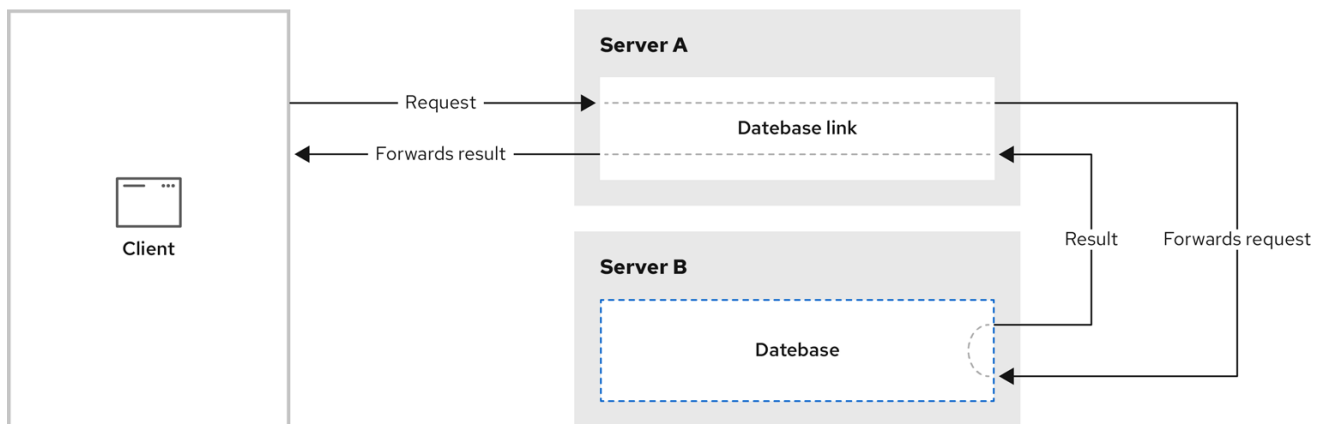 Server A
Request
Datebase link
Forwards result
Client
Result
Forwards request
Server B
Datebase